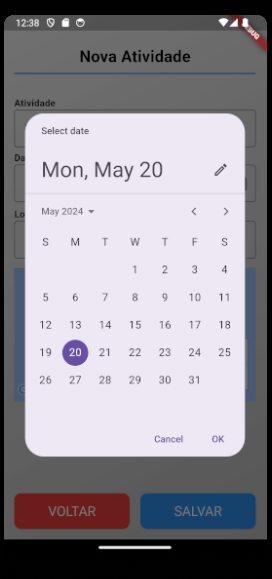 12:38
DEBUG
Nova Atividade
Atividade
Select date
Da
Mon, May 20
May 2024
Lo
S M T W T F S
1 2 3 4
5 6 7 8 9 10 11
12 13 14 15 16 17 18
19 20 21 22 23 24 25
26 27 28 29 30 31
G
Cancel OK
VOLTAR SALVAR